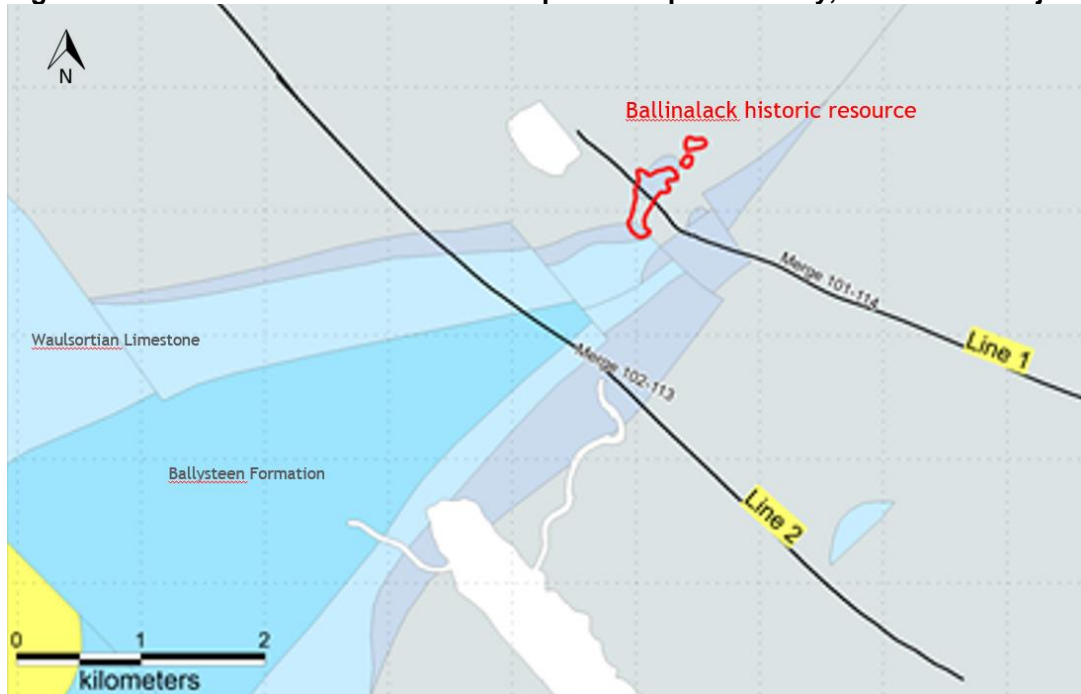 N
Ballinalack historic resource
Merge 101-114
Line 1
Waulsortian Limestone
Merge 102-113
Ballysteen Formation
Line 2
0 1 2
kilometers